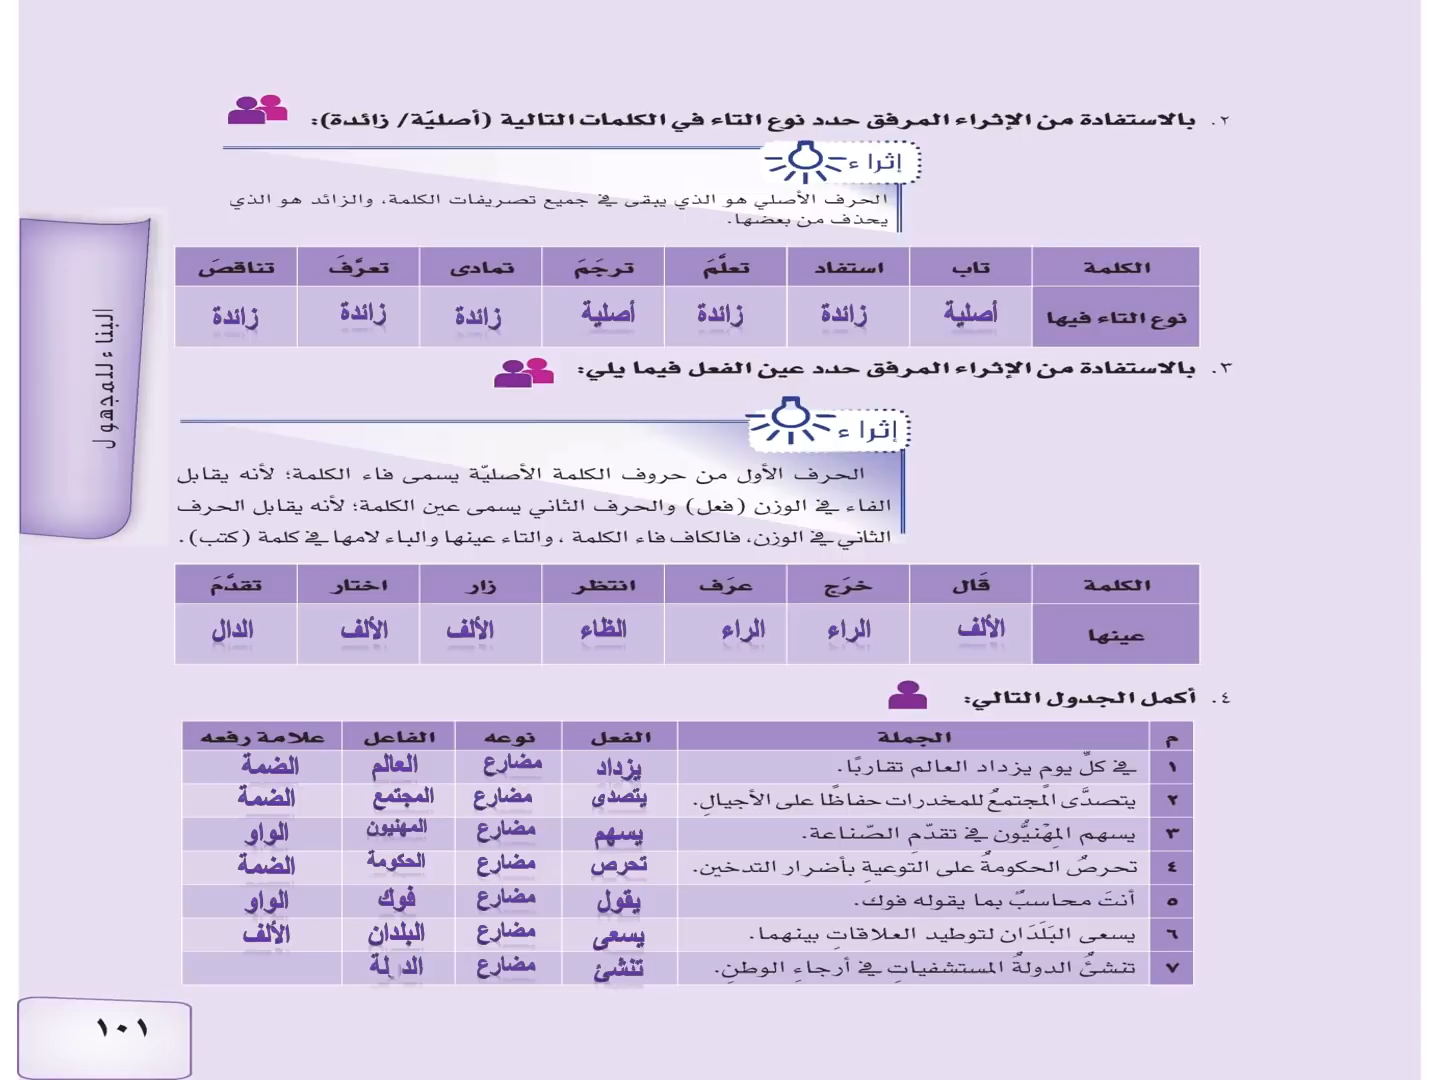 ٢. بالاستفادة من الإثراء المرفق حدد نوع التاء في الكلمات التالية (أصليَة/ زائدة):
إثراء
الحرف الأصلي هو الذي يبقى في جميع تصريفات الكلمة، والزائد هو الذي
يحذف من بعضها.
الكلمة تاب استفاد تعلَّمَ ترجَمَ تمادى تعرَّفَ تناقصَ
نوع التاء فيها أصلية زائدة زائدة أصلية زائدة زائدة زائدة
٣. بالاستفادة من الإثراء المرفق حدد عين الفعل فيما يلي:
إثراء
الحرف الأول من حروف الكلمة الأصليّة يسمى فاء الكلمة؛ لأنه يقابل
الفاء في الوزن (فعل) والحرف الثاني يسمى عين الكلمة؛ لأنه يقابل الحرف
الثاني في الوزن، فالكاف فاء الكلمة ، والتاء عينها والباء لامها في كلمة (كتب).
الكلمة قَال خرَج عرَف انتظر زار اختار تقدَّمَ
عينها الألف الراء الراء الظاء الألف الألف الدال
٤. أكمل الجدول التالي:
م الجملة الفعل نوعه الفاعل علامة رفعه
١ في كلِّ يوم يزداد العالم تقاربًا. يزداد مضارع العالم الضمة
٢ يتصدَّى المجتمعُ للمخدرات حفاظًا على الأجيالِ. يتصدى مضارع المجتمع الضمة
٣ يسهم المِهْنيُّون في تقدّمِ الصّناعة. يسهم مضارع المهنيون الواو
٤ تحرصُ الحكومةُ على التوعيةِ بأضرار التدخين. تحرص مضارع الحكومة الضمة
٥ أنتَ محاسبٌ بما يقوله فوك. يقول مضارع فوك الواو
٦ يسعى البَلَدَان لتوطيد العلاقاتِ بينهما. يسعى مضارع البلدان الألف
٧ تنشئُ الدولةُ المستشفياتِ في أرجاءِ الوطنِ. تنشئ مضارع الدولة
البناء للمجهول
١٠١